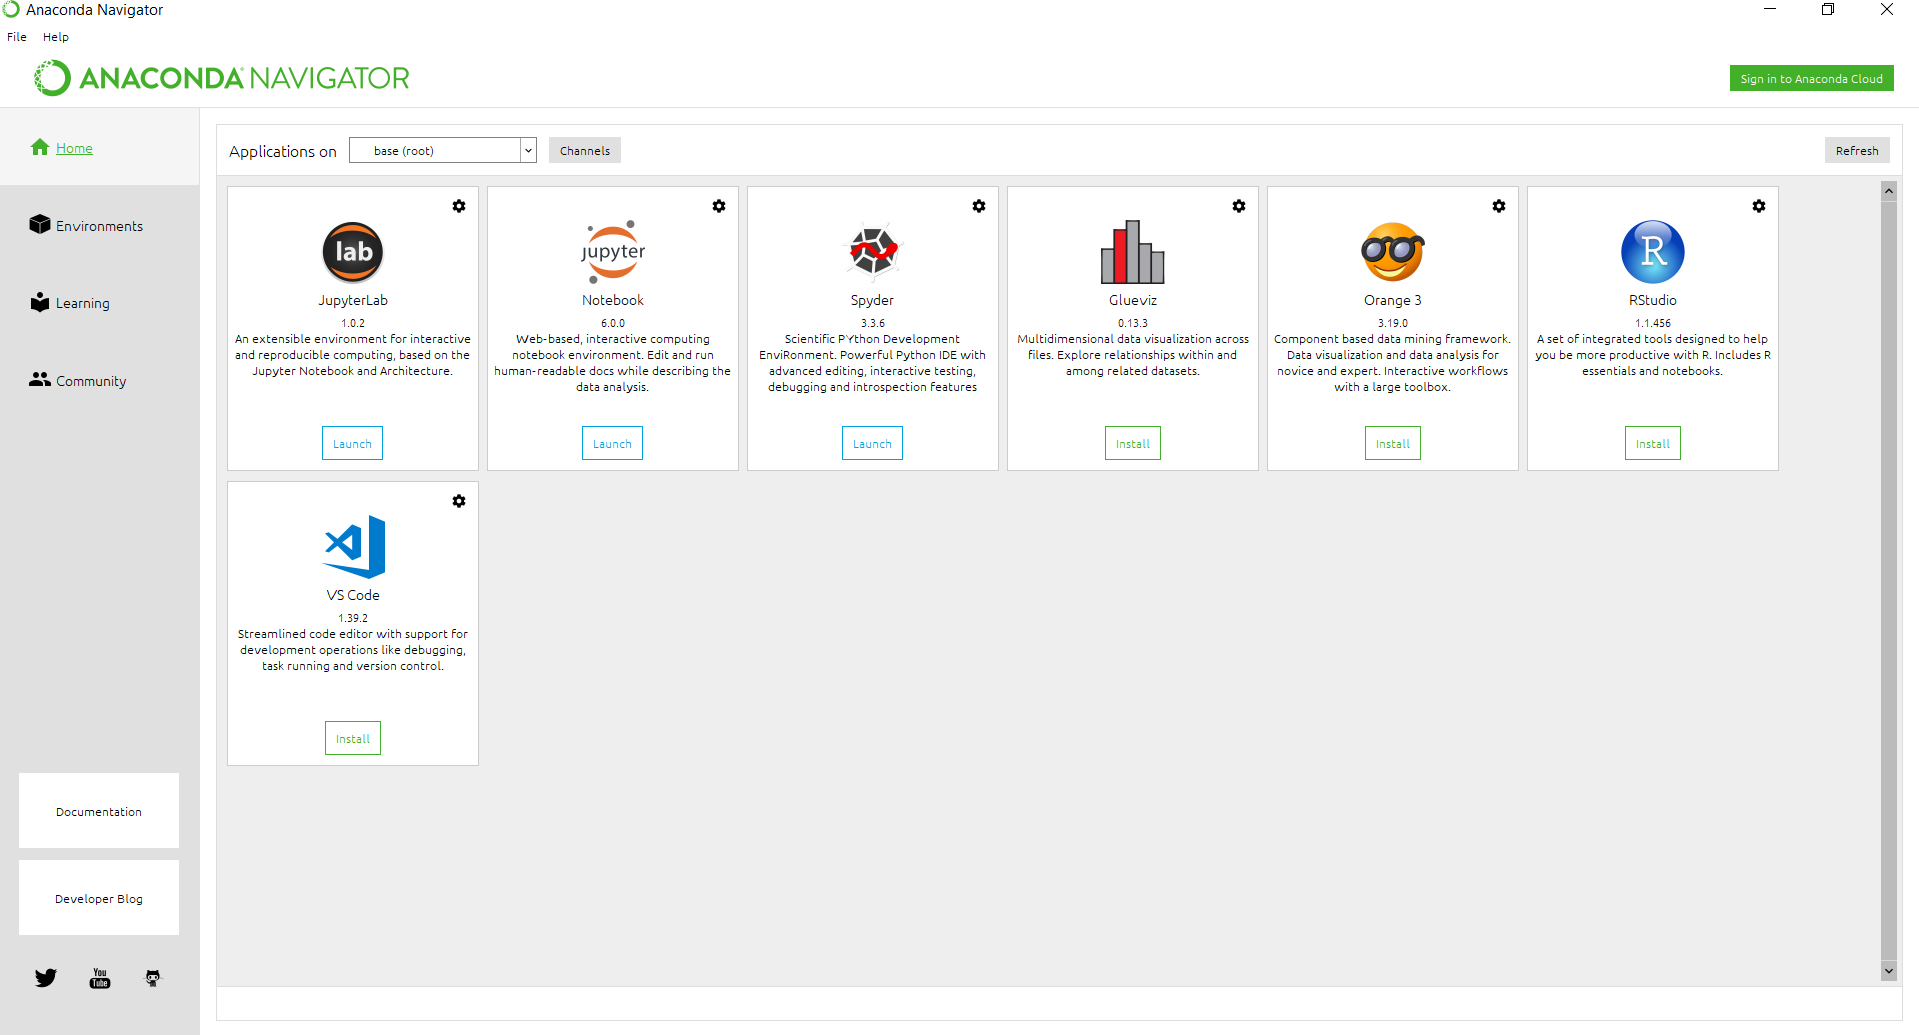 Anaconda Navigator
File Help
ANACONDA NAVIGATOR
Sign in to Anaconda Cloud
Home
Environments
Learning
Community
Documentation
Developer Blog
You
Tube
Applications on base (root) Channels Refresh
lab
JupyterLab
1.0.2
An extensible environment for interactive
and reproducible computing, based on the
Jupyter Notebook and Architecture.
Launch
jupyter
Notebook
6.0.0
Web-based, interactive computing
notebook environment. Edit and run
human-readable docs while describing the
data analysis.
Launch
Spyder
3.3.6
Scientific PYthon Development
EnviRonment. Powerful Python IDE with
advanced editing, interactive testing,
debugging and introspection features
Launch
Glueviz
0.13.3
Multidimensional data visualization across
files. Explore relationships within and
among related datasets.
Install
Orange 3
3.19.0
Component based data mining framework.
Data visualization and data analysis for
novice and expert. Interactive workflows
with a large toolbox.
Install
R
RStudio
1.1.456
A set of integrated tools designed to help
you be more productive with R. Includes R
essentials and notebooks.
Install
VS Code
1.39.2
Streamlined code editor with support for
development operations like debugging,
task running and version control.
Install